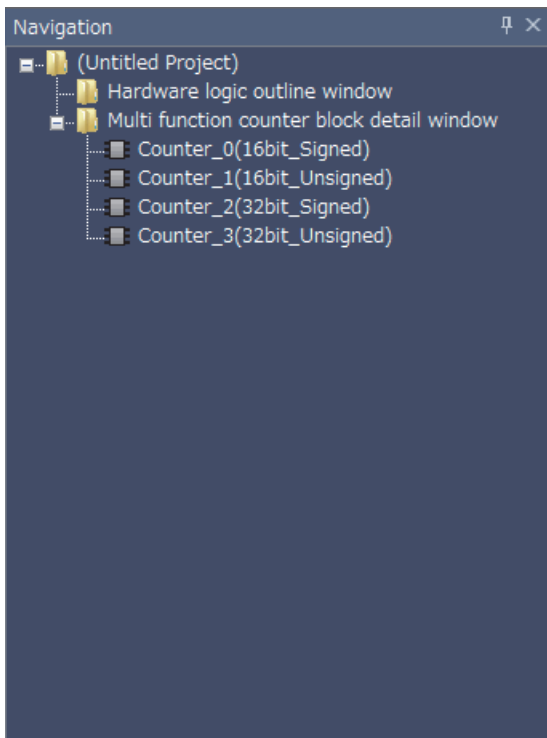 Navigation
(Untitled Project)
Hardware logic outline window
Multi function counter block detail window
Counter_0(16bit_Signed)
Counter_1(16bit_Unsigned)
Counter_2(32bit_Signed)
Counter_3(32bit_Unsigned)